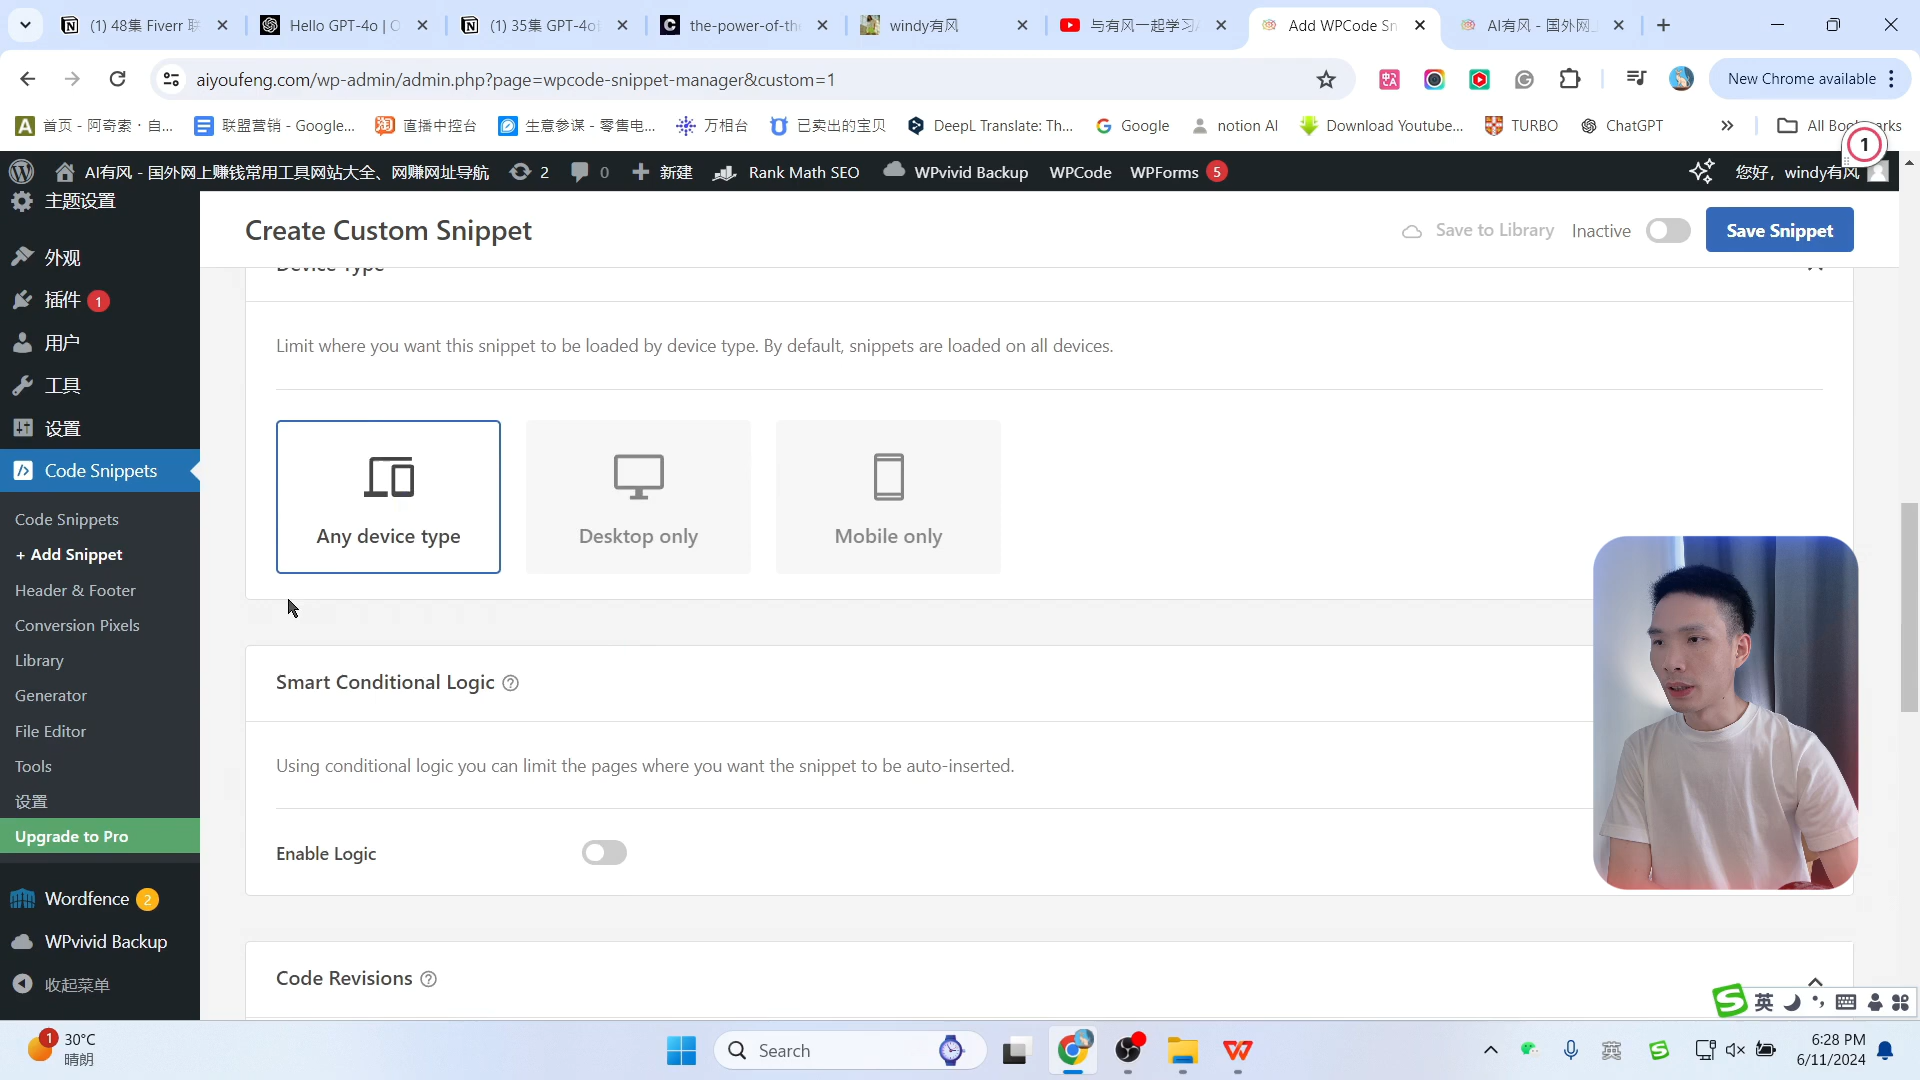 (1) 48集 Fiverr 联
Hello GPT-4o | O
(1) 35集 GPT-4o
the-power-of-the
windy有风
与有风一起学习
Add WPCode Sn
AI有风 - 国外网
aiyoufeng.com/wp-admin/admin.php?page=wpcode-snippet-manager&custom=1
New Chrome available
首页 - 阿奇索 · 自...
联盟营销 - Google...
直播中控台
生意参谋 - 零售电...
万相台
已卖出的宝贝
DeepL Translate: Th...
Google
notion AI
Download Youtube...
TURBO
ChatGPT
»
1
AI有风 - 国外网上赚钱常用工具网站大全、网赚网址导航
2
0
新建
Rank Math SEO
WPvivid Backup
WPCode
WPForms 5
您好，windy有风
主题设置
外观
插件 1
用户
工具
设置
Code Snippets
Code Snippets
+ Add Snippet
Header & Footer
Conversion Pixels
Library
Generator
File Editor
Tools
设置
Upgrade to Pro
Wordfence 2
WPvivid Backup
收起菜单
Create Custom Snippet
Save to Library
Inactive
Save Snippet
Device Type
Limit where you want this snippet to be loaded by device type. By default, snippets are loaded on all devices.
Any device type
Desktop only
Mobile only
Smart Conditional Logic
Using conditional logic you can limit the pages where you want the snippet to be auto-inserted.
Enable Logic
Code Revisions
英
1
30°C
晴朗
Search
英
6:28 PM
6/11/2024